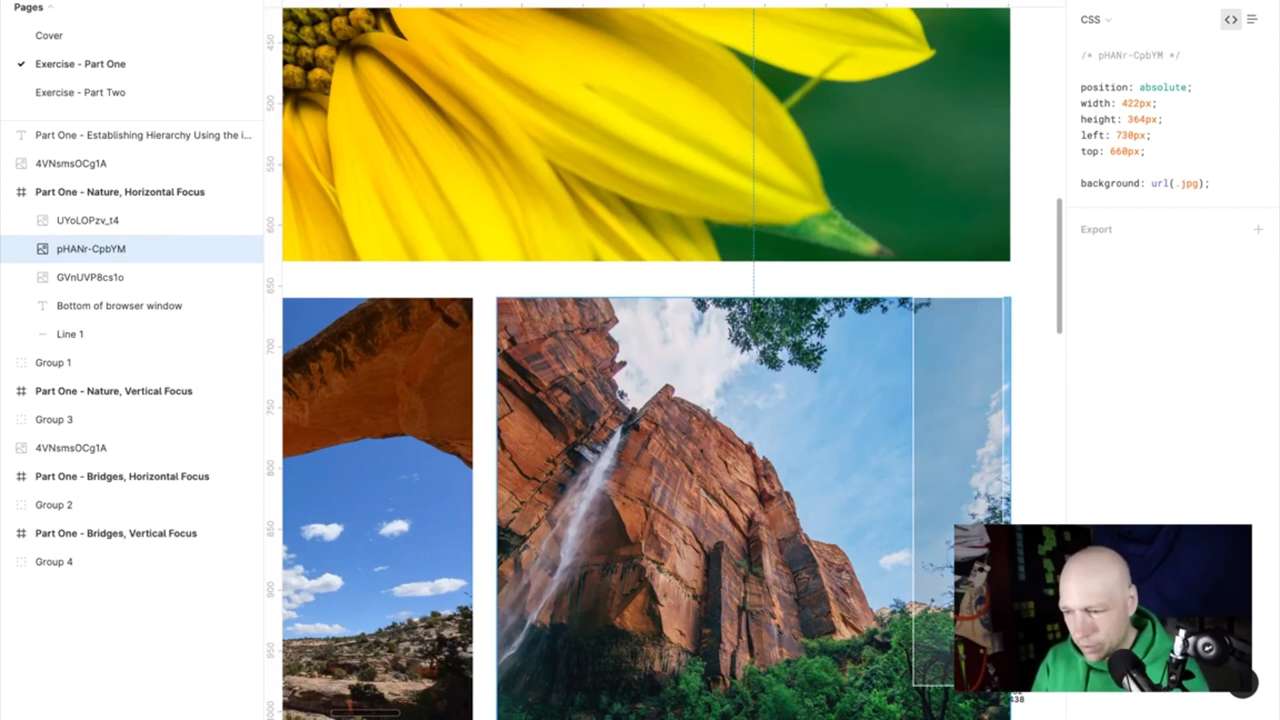 Pages
Cover
Exercise - Part One
Exercise - Part Two
Part One - Establishing Hierarchy Using the i...
4VNsmsOCg1A
Part One - Nature, Horizontal Focus
UYoLOPzv_t4
pHANr-CpbYM
GVnUVP8cs1o
Bottom of browser window
Line 1
Group 1
Part One - Nature, Vertical Focus
Group 3
4VNsmsOCg1A
Part One - Bridges, Horizontal Focus
Group 2
Part One - Bridges, Vertical Focus
Group 4
450
500
550
600
650
700
750
800
850
900
950
1000
438
CSS
/* pHANr-CpbYM */
position: absolute;
width: 422px;
height: 364px;
left: 730px;
top: 660px;
background: url(.jpg);
Export